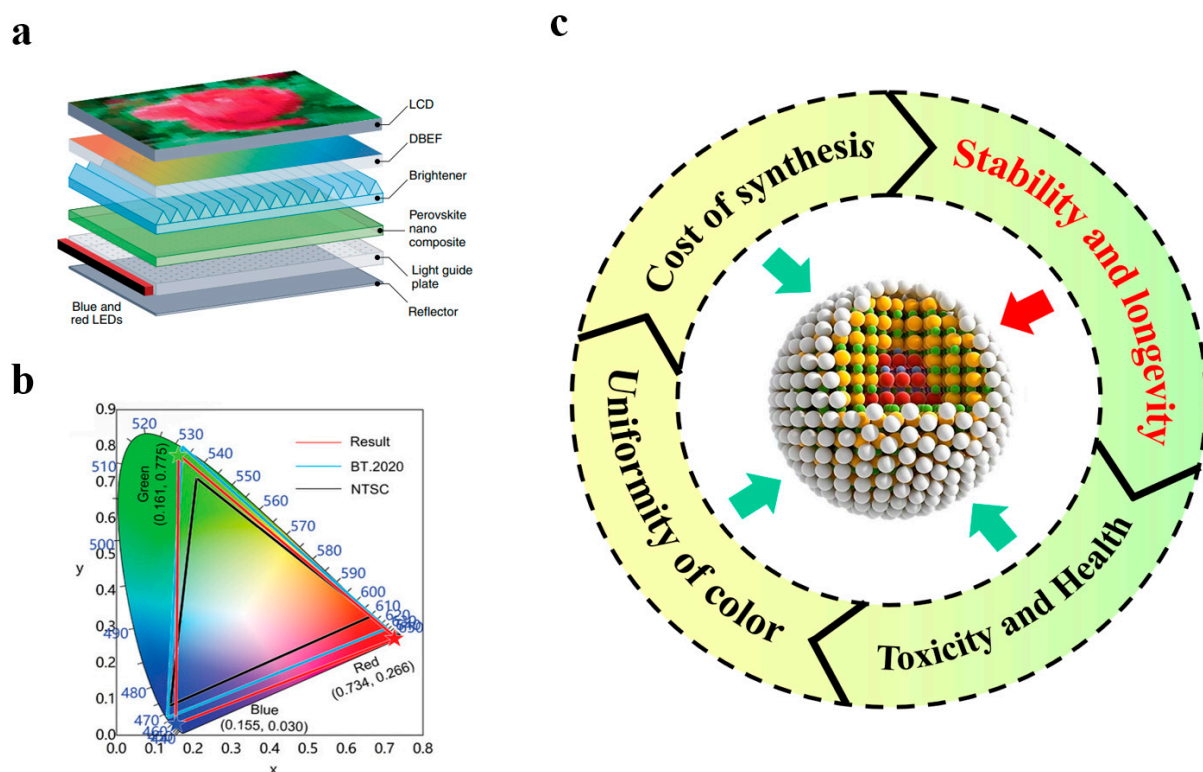 a
LCD
DBEF
Brightener
Perovskite
nano
composite
Light guide
plate
Reflector
Blue and
red LEDs
b
0.9
0.8
0.7
0.6
0.5
0.4
0.3
0.2
0.1
0.0
y
0.0 0.1 0.2 0.3 0.4 0.5 0.6 0.7 0.8
x
Result
BT.2020
NTSC
520
530
540
550
560
570
580
590
600
610
620
650
510
500
490
480
470
460
440
Green
(0.161, 0.775)
Red
(0.734, 0.266)
Blue
(0.155, 0.030)
c
Cost of synthesis
Stability and longevity
Toxicity and Health
Uniformity of color